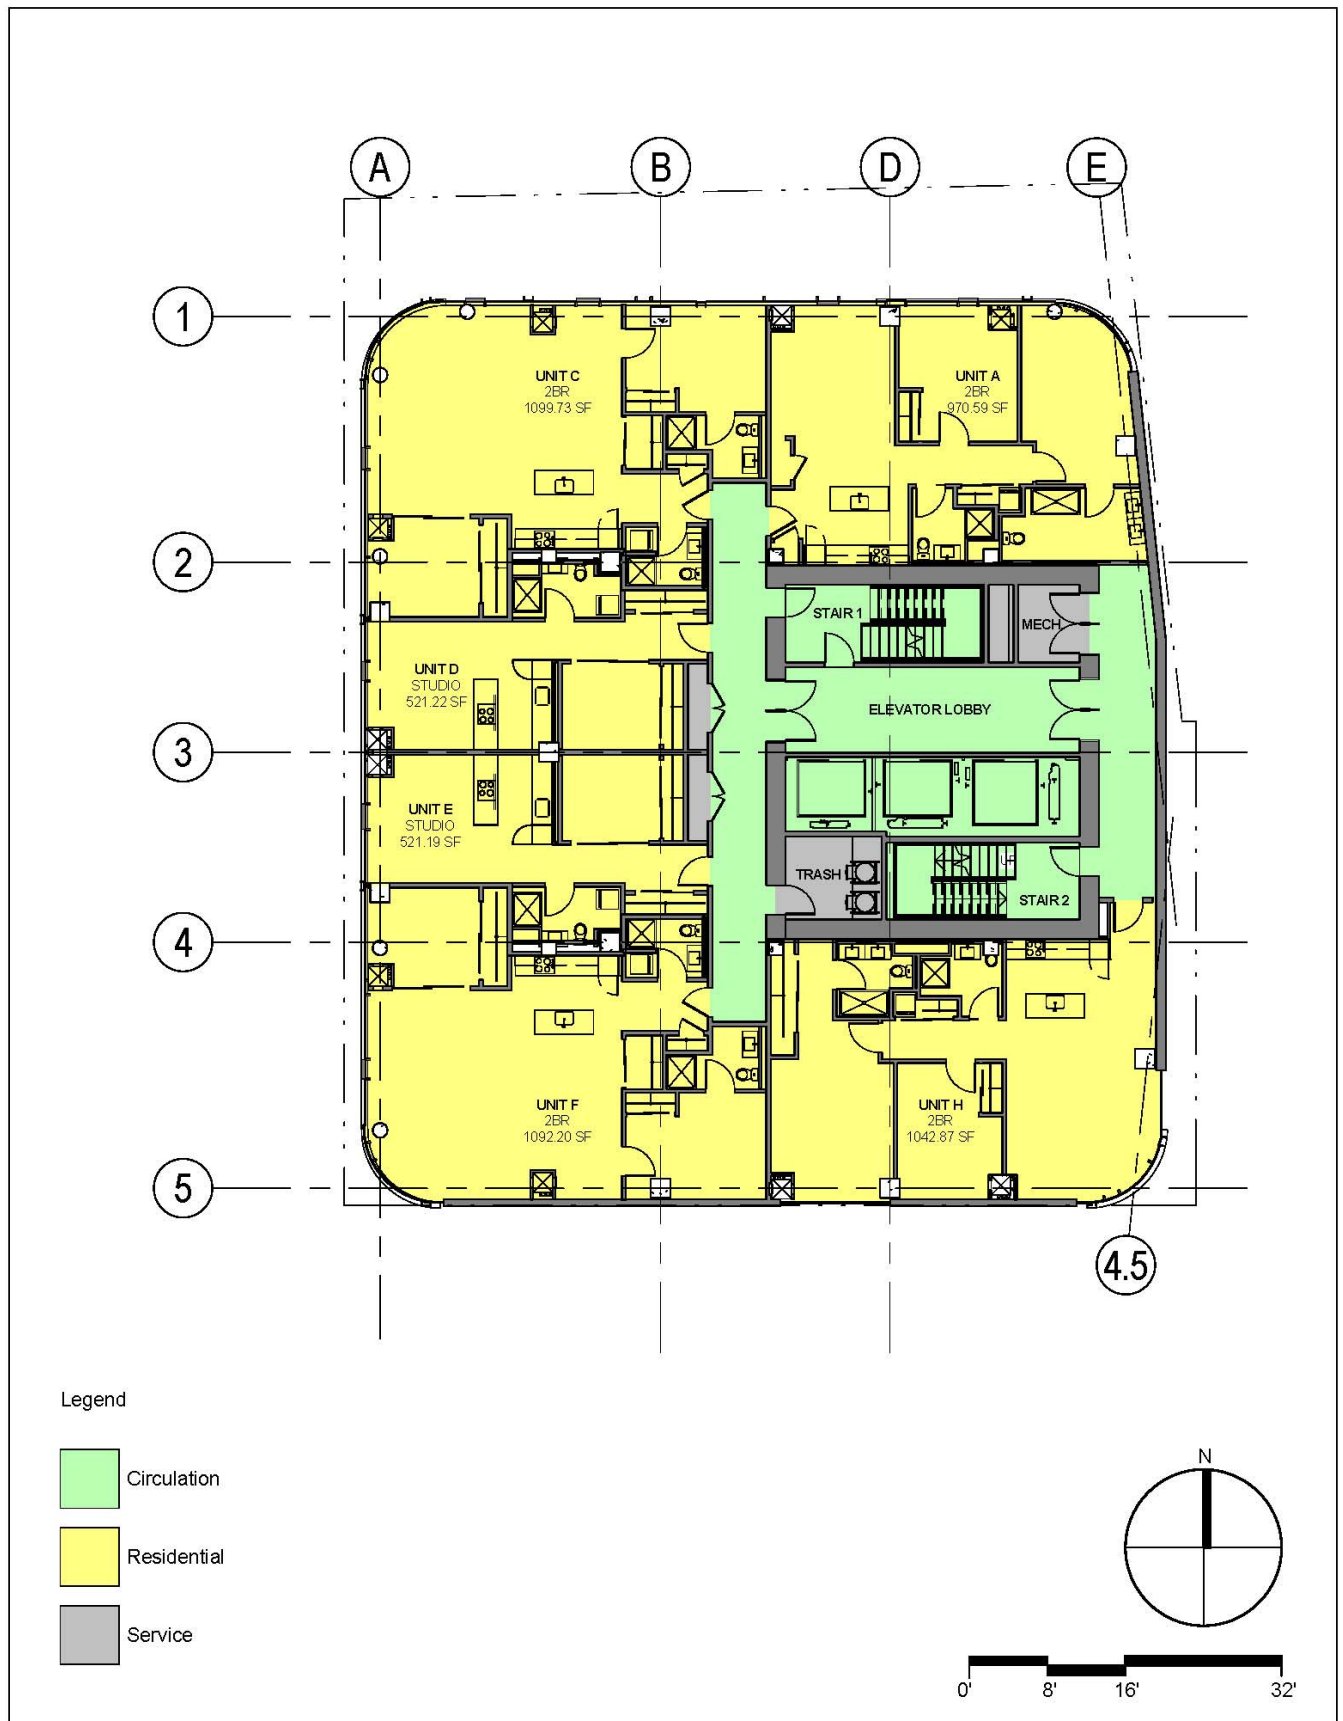 A
B
D
E
1
UNIT C
2BR
1099.73 SF
UNIT A
2BR
970.59 SF
2
STAIR 1
MECH.
UNIT D
STUDIO
521.22 SF
ELEVATOR LOBBY
3
UNIT E
STUDIO
521.19 SF
UP
TRASH
STAIR 2
4
UNIT F
2BR
1092.20 SF
UNIT H
2BR
1042.87 SF
5
4.5
Legend
Circulation
Residential
Service
N
0'
8'
16'
32'